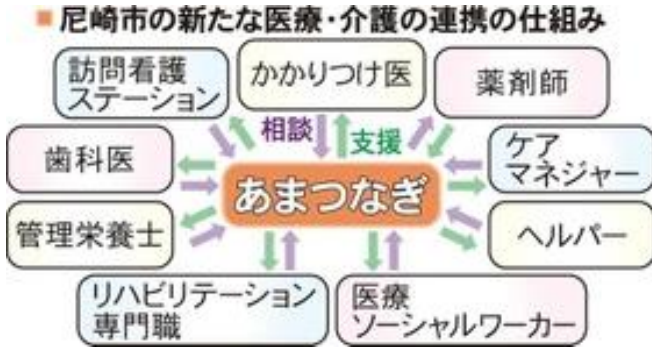 ■尼崎市の新たな医療・介護の連携の仕組み
訪問看護
ステーション
かかりつけ医
薬剤師
相談
支援
歯科医
あまつなぎ
ケア
マネジャー
管理栄養士
ヘルパー
リハビリテーション
専門職
医療
ソーシャルワーカー